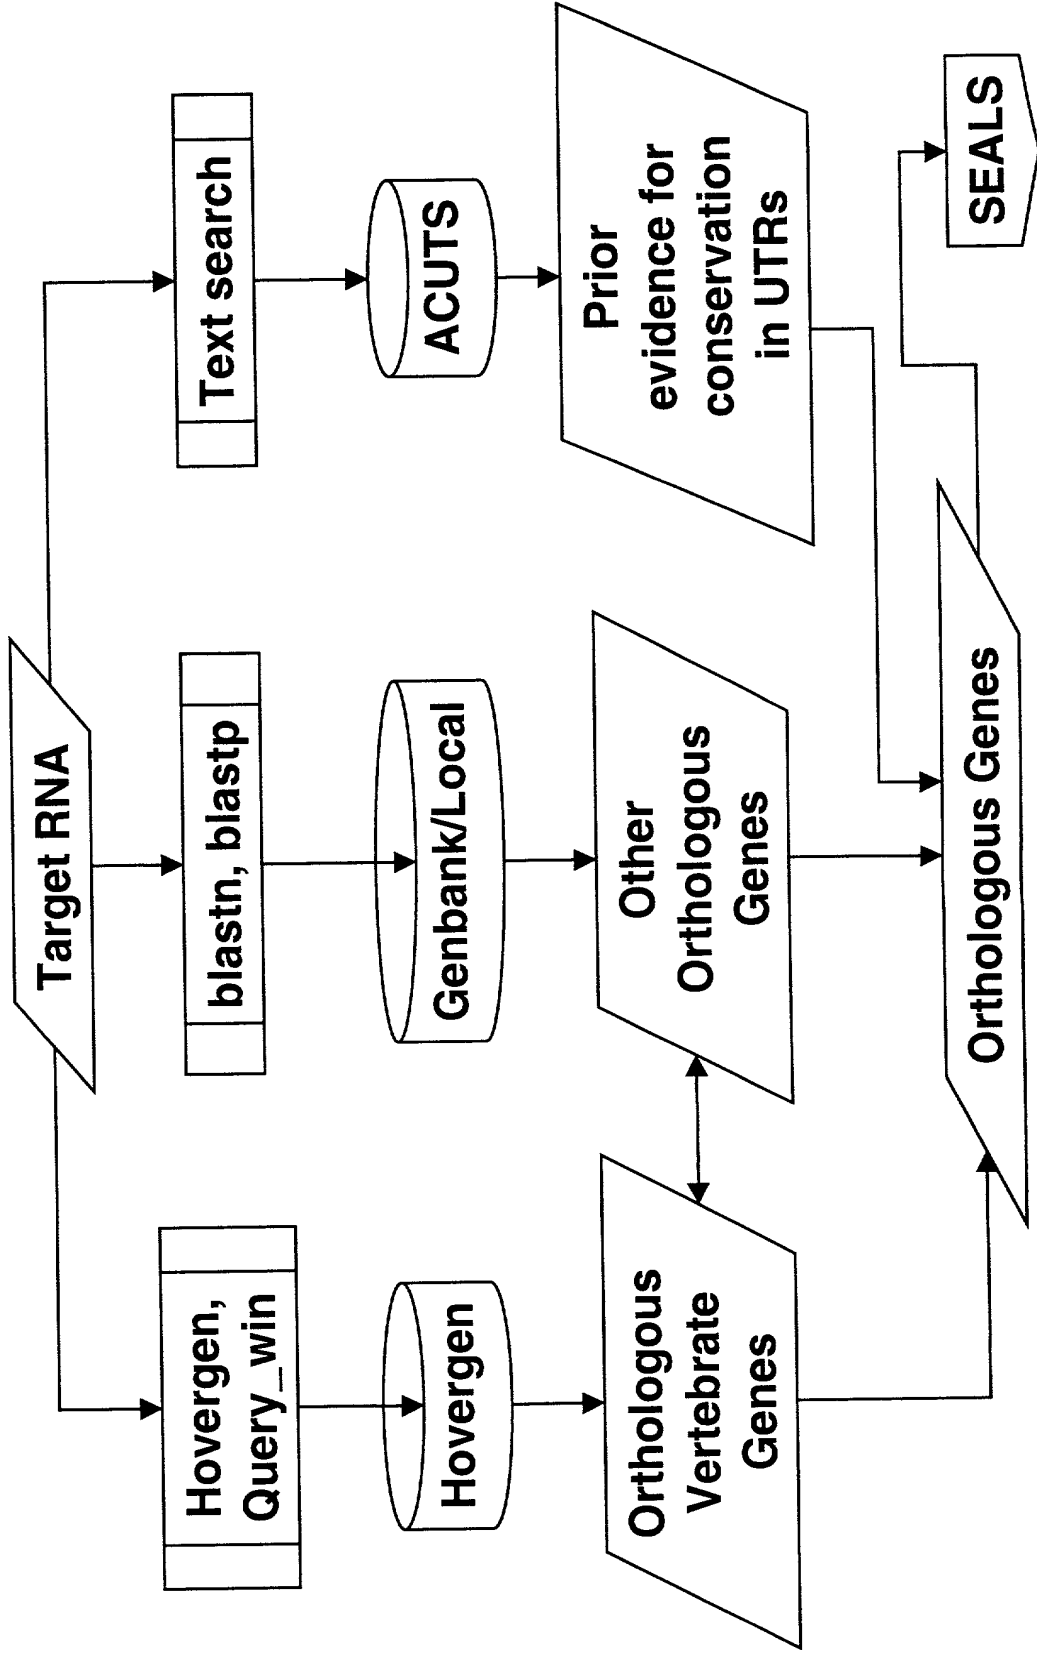 Target RNA
Hovergen,
Query_win
blastn, blastp
Text search
Hovergen
Genbank/Local
ACUTS
Orthologous
Vertebrate
Genes
Other
Orthologous
Genes
Prior
evidence for
conservation
in UTRs
Orthologous Genes
SEALS